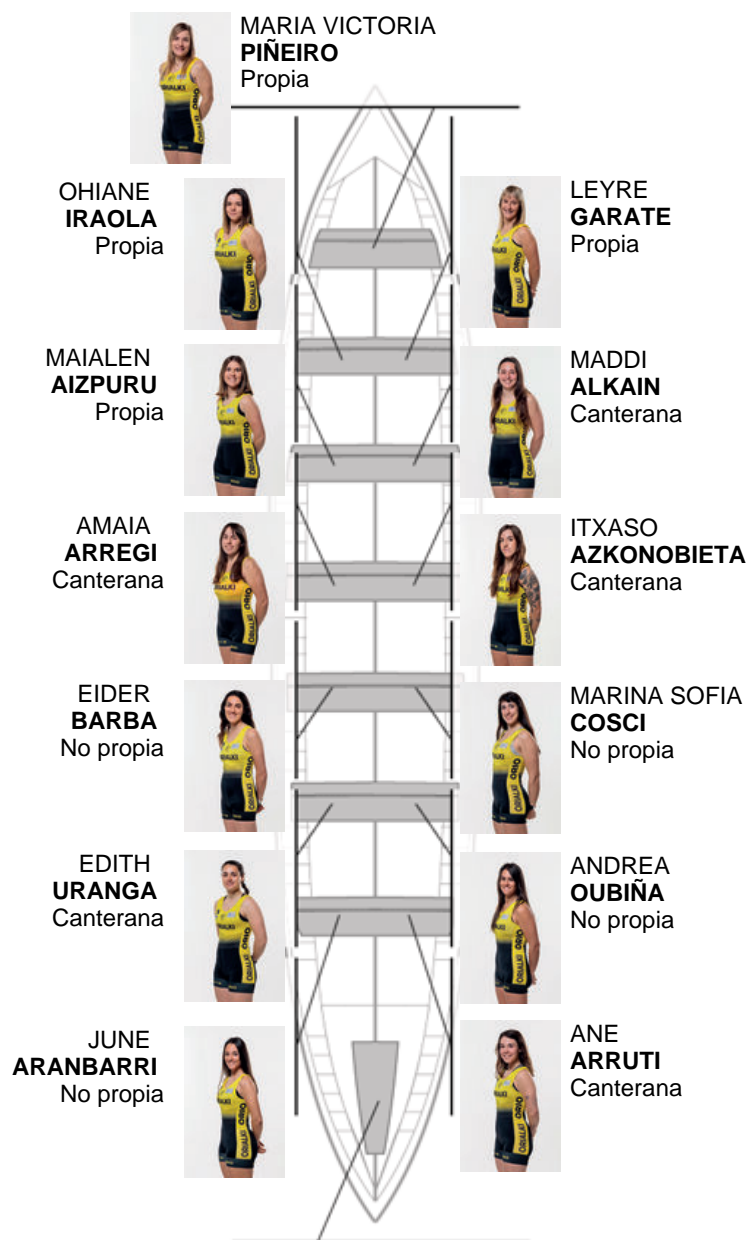 MARIA VICTORIA
PIÑEIRO
Propia
OHIANE
IRAOLA
Propia
LEYRE
GARATE
Propia
MAIALEN
AIZPURU
Propia
MADDI
ALKAIN
Canterana
AMAIA
ARREGI
Canterana
ITXASO
AZKONOBIETA
Canterana
EIDER
BARBA
No propia
MARINA SOFIA
COSCI
No propia
EDITH
URANGA
Canterana
ANDREA
OUBIÑA
No propia
JUNE
ARANBARRI
No propia
ANE
ARRUTI
Canterana